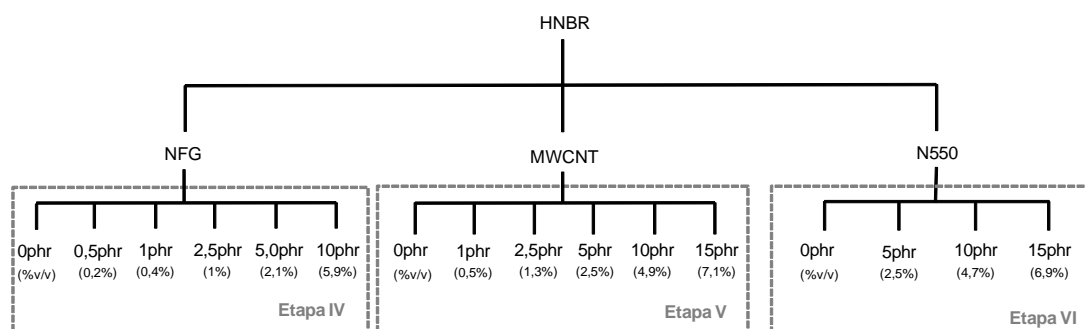 HNBR
NFG
MWCNT
N550
0phr 0,5phr 1phr 2,5phr 5,0phr 10phr
(%v/v) (0,2%) (0,4%) (1%) (2,1%) (5,9%)
Etapa IV
0phr 1phr 2,5phr 5phr 10phr 15phr
(%v/v) (0,5%) (1,3%) (2,5%) (4,9%) (7,1%)
Etapa V
0phr 5phr 10phr 15phr
(%v/v) (2,5%) (4,7%) (6,9%)
Etapa VI